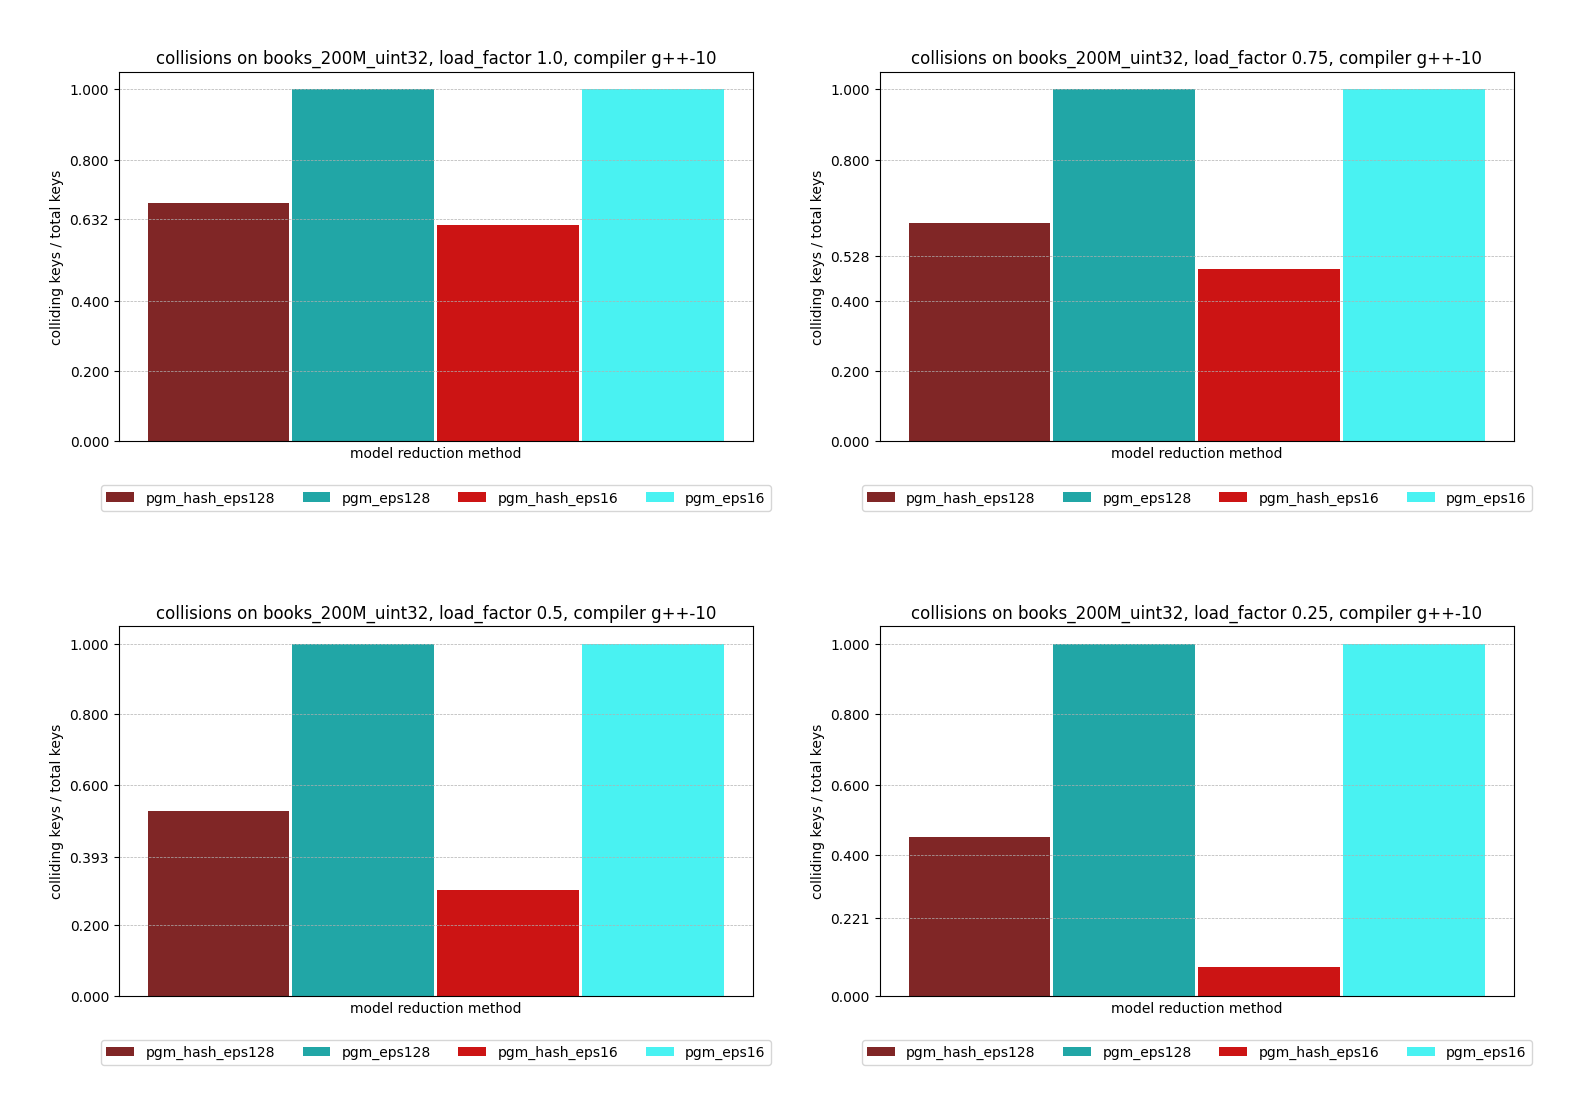 collisions on books_200M_uint32, load_factor 1.0, compiler g++-10
1.000
0.800
0.632
0.400
0.200
0.000
colliding keys / total keys
model reduction method
pgm_hash_eps128 pgm_eps128 pgm_hash_eps16 pgm_eps16
collisions on books_200M_uint32, load_factor 0.75, compiler g++-10
1.000
0.800
0.528
0.400
0.200
0.000
colliding keys / total keys
model reduction method
pgm_hash_eps128 pgm_eps128 pgm_hash_eps16 pgm_eps16
collisions on books_200M_uint32, load_factor 0.5, compiler g++-10
1.000
0.800
0.600
0.393
0.200
0.000
colliding keys / total keys
model reduction method
pgm_hash_eps128 pgm_eps128 pgm_hash_eps16 pgm_eps16
collisions on books_200M_uint32, load_factor 0.25, compiler g++-10
1.000
0.800
0.600
0.400
0.221
0.000
colliding keys / total keys
model reduction method
pgm_hash_eps128 pgm_eps128 pgm_hash_eps16 pgm_eps16